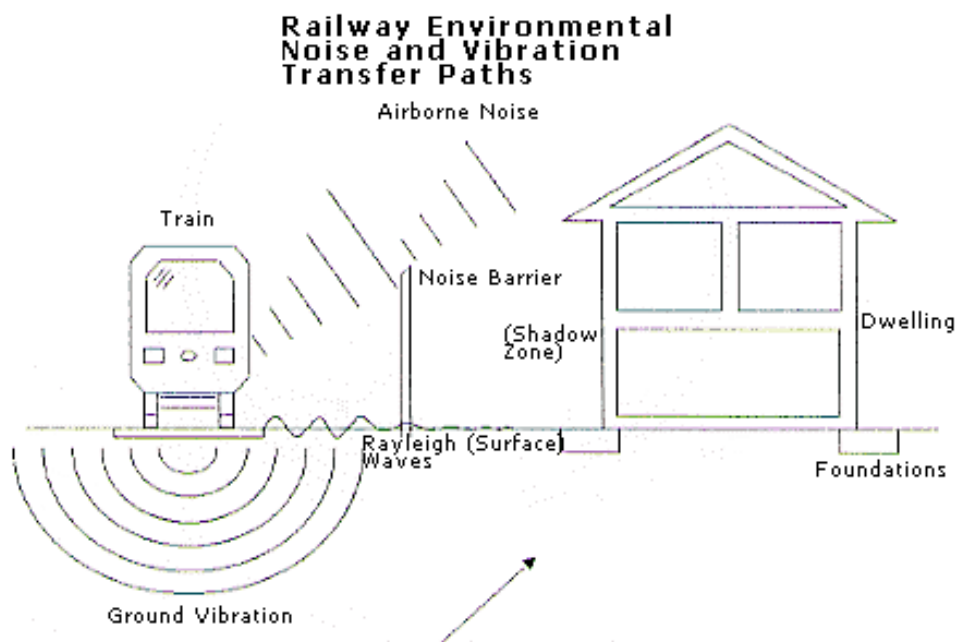 Railway Environmental
Noise and Vibration
Transfer Paths
Airborne Noise
Train
Noise Barrier
(Shadow
Zone)
Dwelling
Rayleigh (Surface)
Waves
Foundations
Ground Vibration